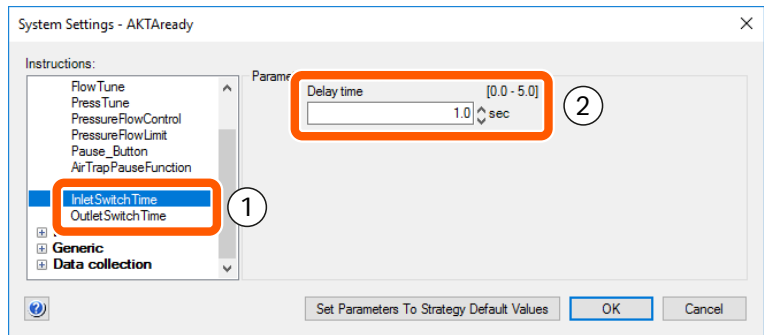 System Settings - AKTAready
Instructions:
FlowTune
PressTune
PressureFlowControl
PressureFlowLimit
Pause_Button
AirTrapPauseFunction
InletSwitchTime
OutletSwitchTime
Generic
Data collection
1
Delay time [0.0 - 5.0]
1.0 sec
2
Set Parameters To Strategy Default Values OK Cancel